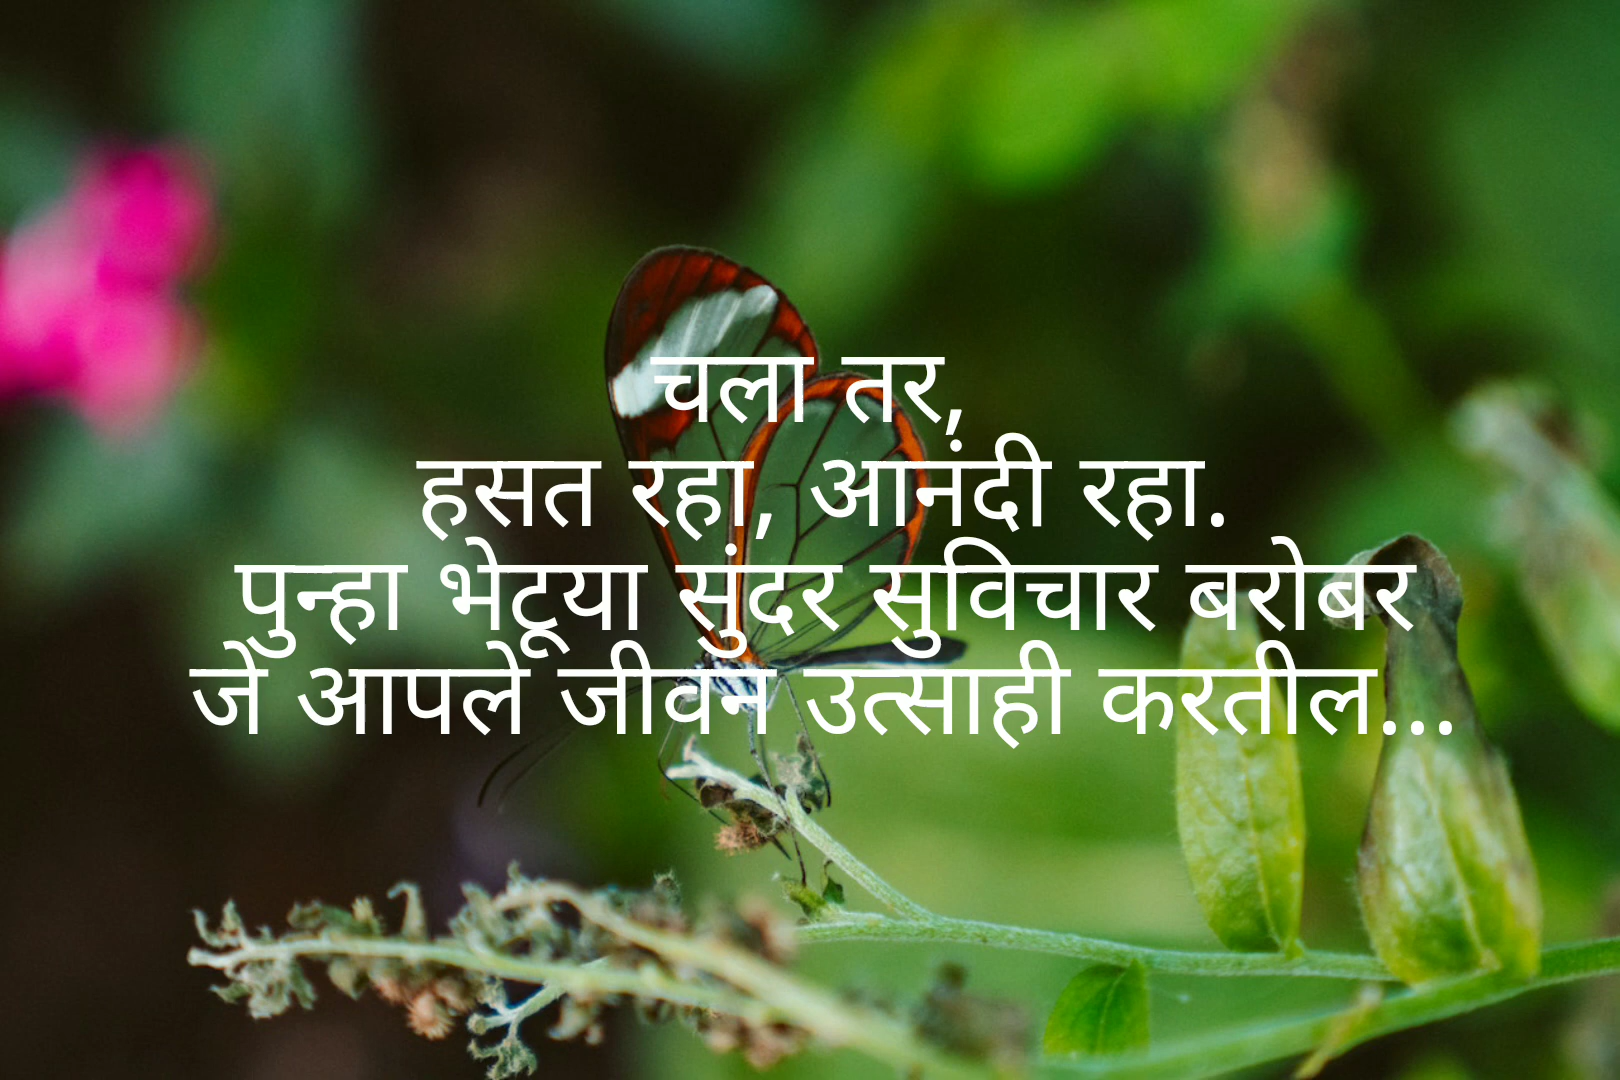 चला तर,
हसत रहा, आनंदी रहा.
पुन्हा भेटूया सुंदर सुविचार बरोबर
जे आपले जीवन उत्साही करतील...